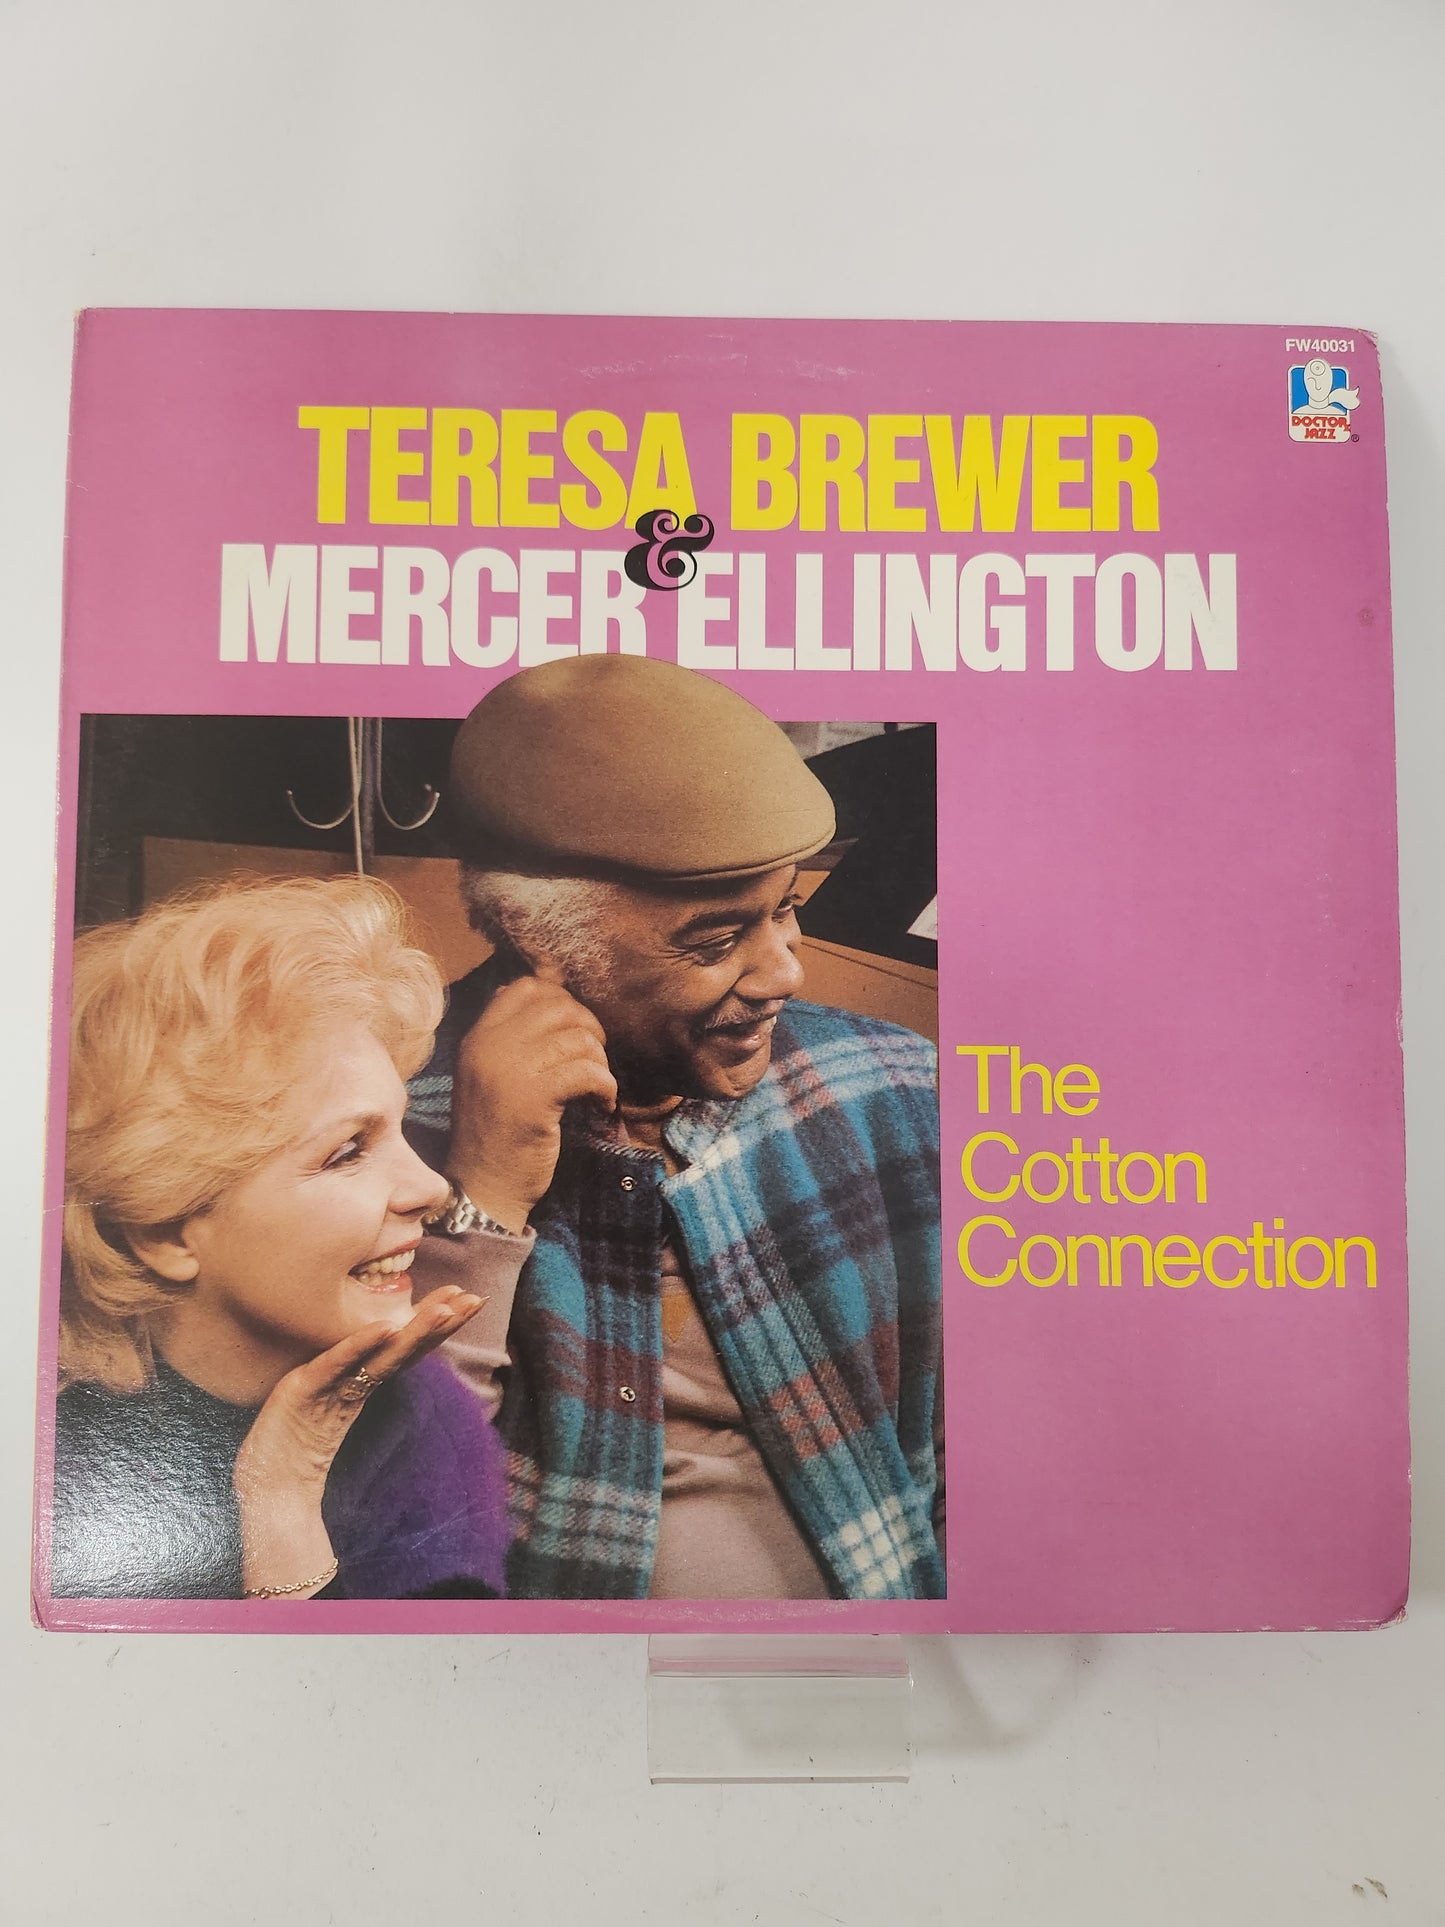 FW40031
DOCTOR
JAZZ
®
TERESA BREWER
&
MERCER ELLINGTON
The
Cotton
Connection